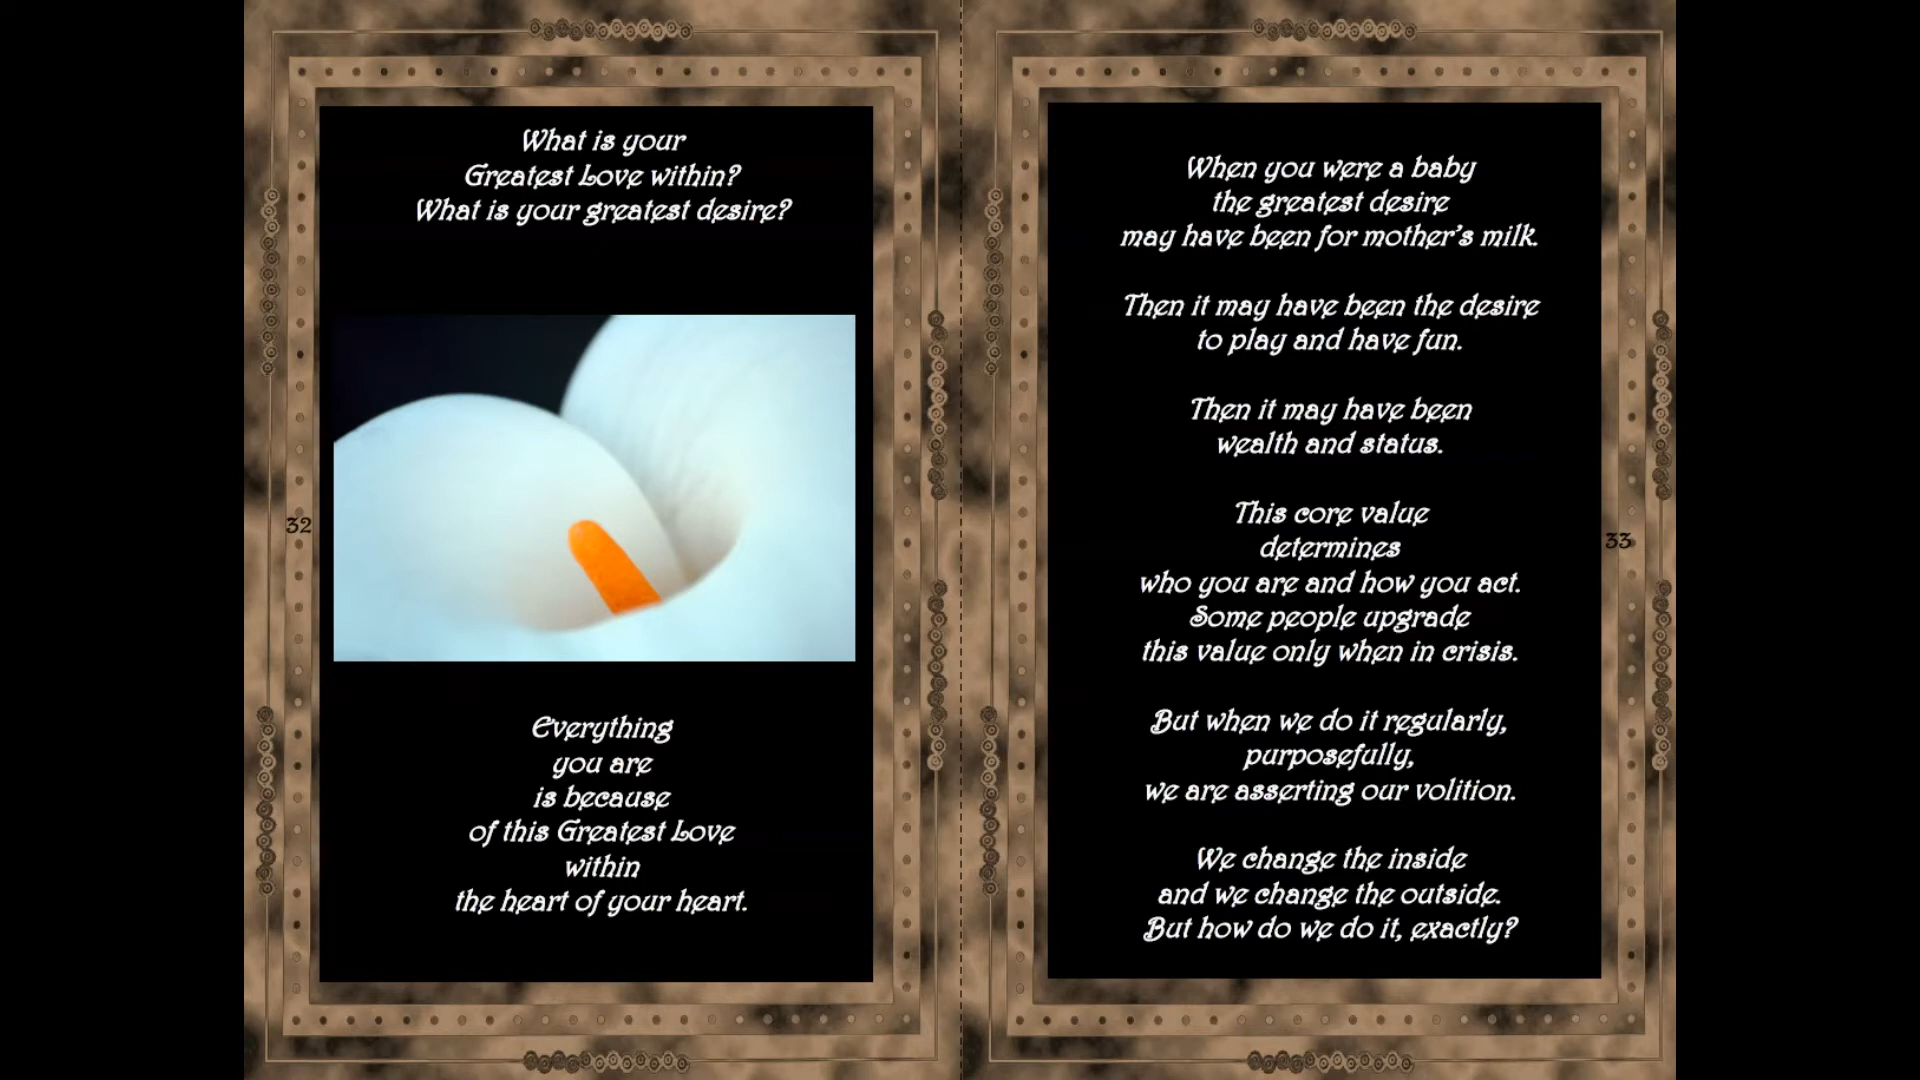 What is your
Greatest Love within?
What is your greatest desire?
Everything
you are
is because
of this Greatest Love
within
the heart of your heart.
32
When you were a baby
the greatest desire
may have been for mother's milk.
Then it may have been the desire
to play and have fun.
Then it may have been
wealth and status.
This core value
determines
who you are and how you act.
Some people upgrade
this value only when in crisis.
But when we do it regularly,
purposefully,
we are asserting our volition.
We change the inside
and we change the outside.
But how do we do it, exactly?
33